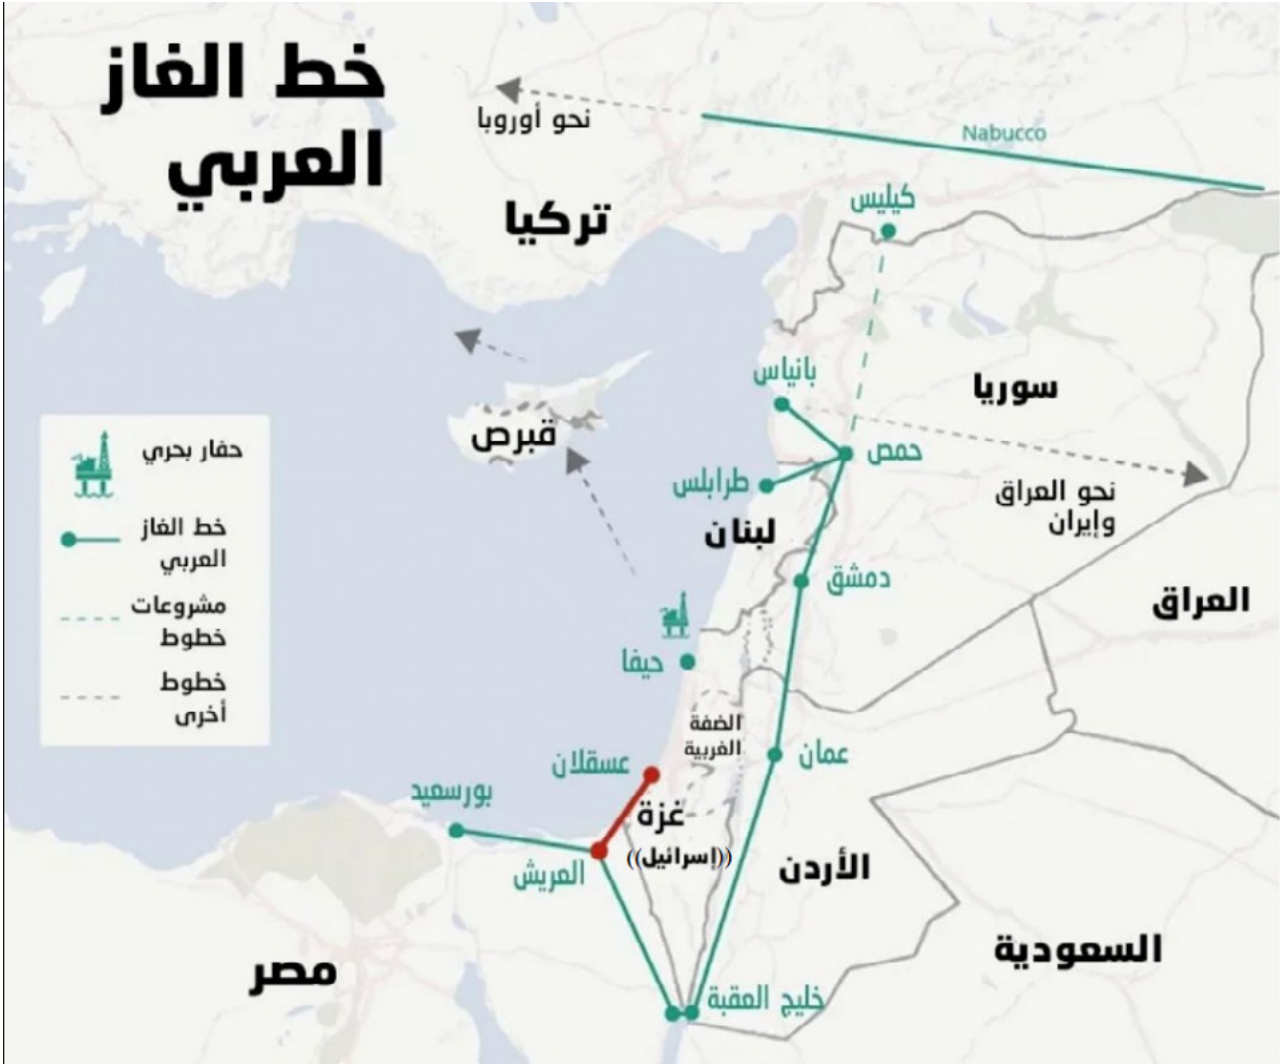 خط الغاز
العربي
نحو أوروبا
Nabucco
تركيا
كيليس
بانياس
سوريا
قبرص
حمص
طرابلس
نحو العراق
وإيران
لبنان
دمشق
العراق
حفار بحري
خط الغاز
العربي
مشروعات
خطوط
خطوط
أخرى
حيفا
الضفة
الغربية
عمان
عسقلان
بورسعيد
غزة
((إسرائيل))
الأردن
العريش
السعودية
مصر
خليج العقبة